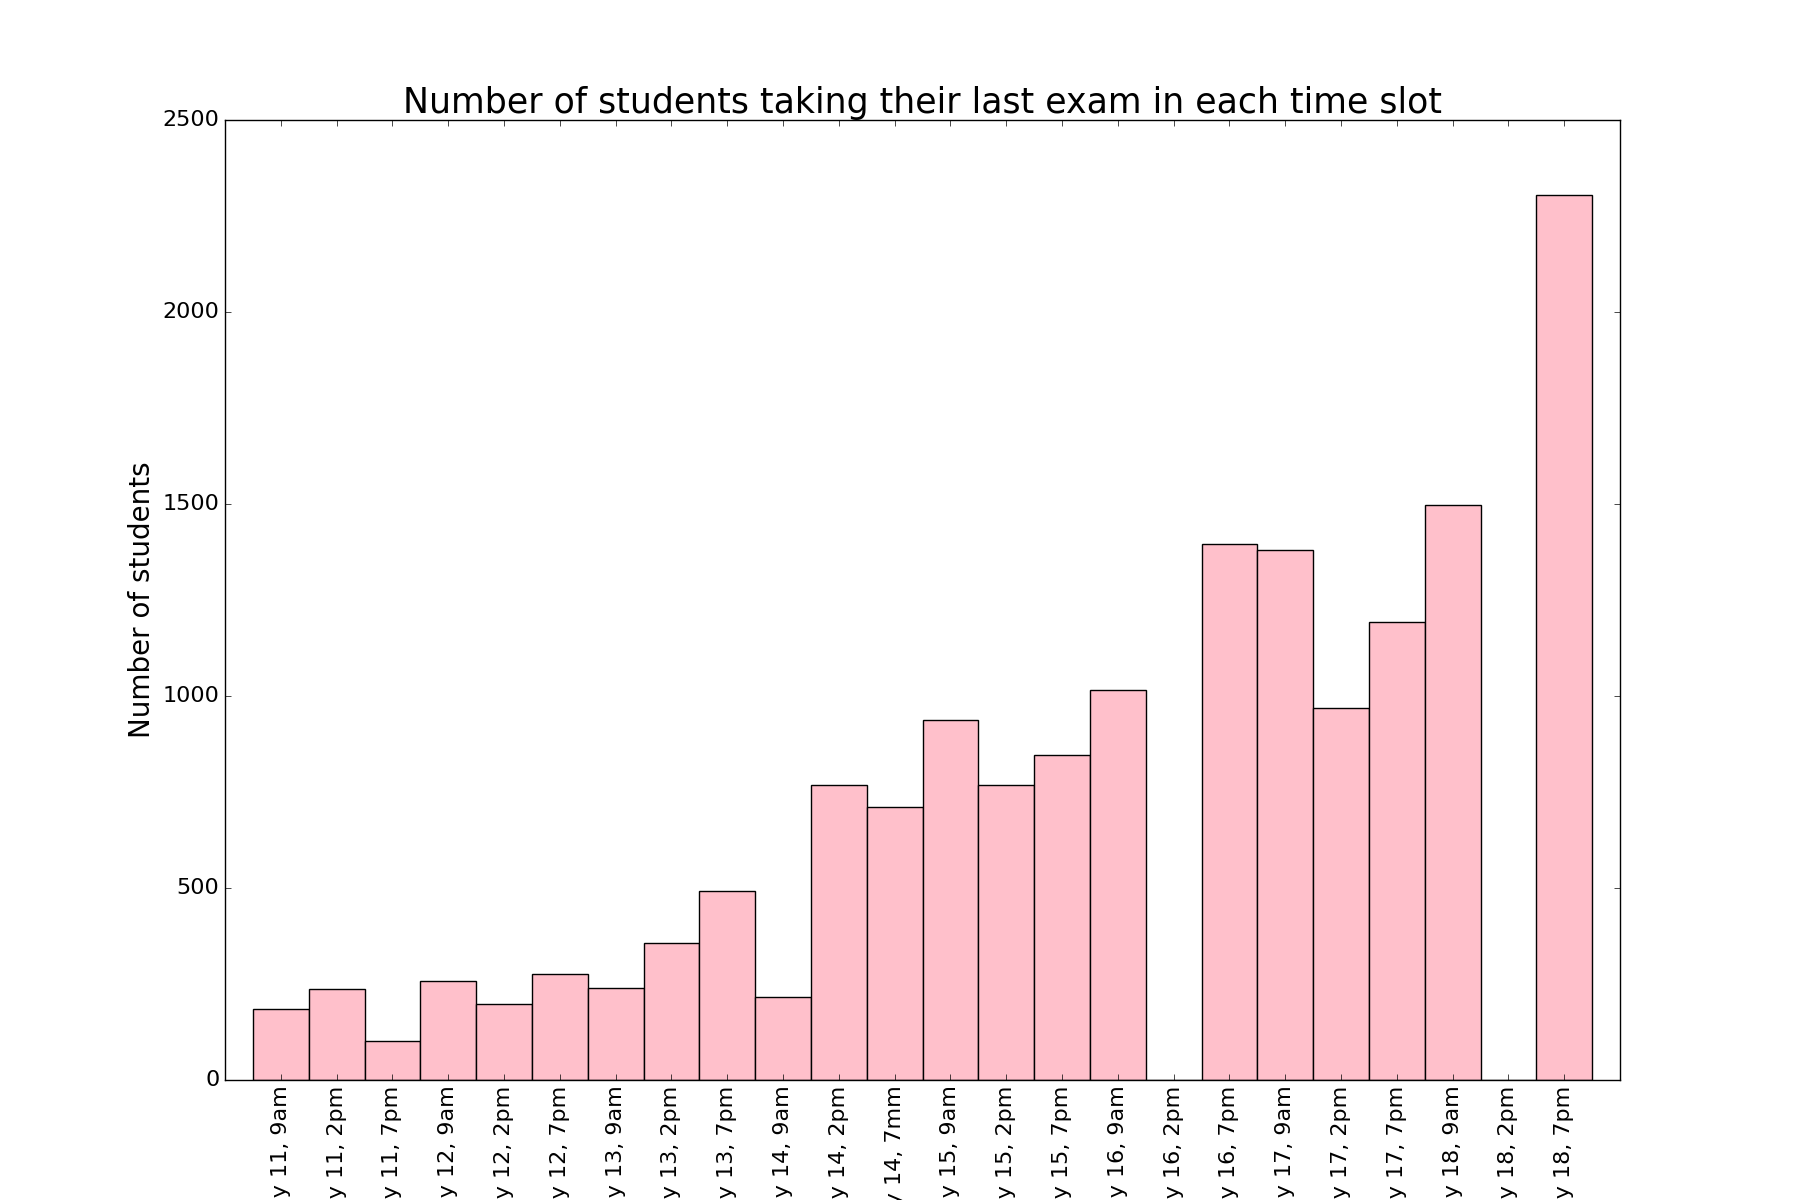 Number of students taking their last exam in each time slot
Number of students
2500
2000
1500
1000
500
0
y 11, 9am
y 11, 2pm
y 11, 7pm
y 12, 9am
y 12, 2pm
y 12, 7pm
y 13, 9am
y 13, 2pm
y 13, 7pm
y 14, 9am
y 14, 2pm
y 14, 7mm
y 15, 9am
y 15, 2pm
y 15, 7pm
y 16, 9am
y 16, 2pm
y 16, 7pm
y 17, 9am
y 17, 2pm
y 17, 7pm
y 18, 9am
y 18, 2pm
y 18, 7pm